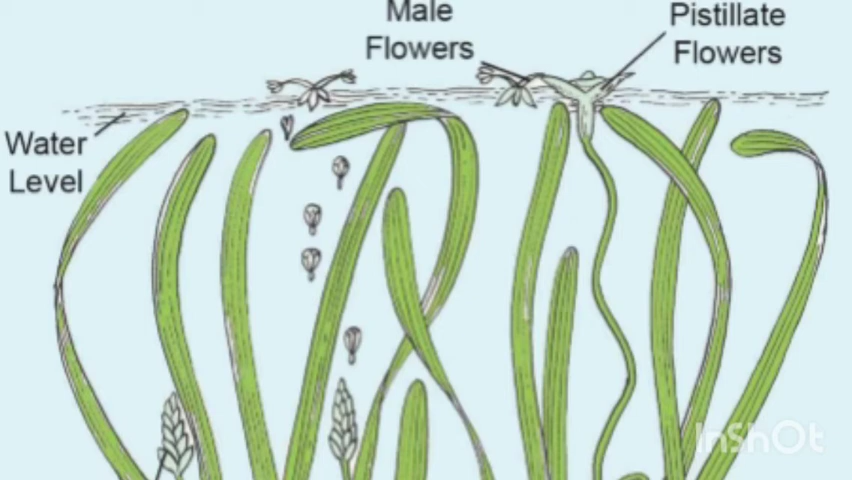 Male
Flowers
Pistillate
Flowers
Water
Level
InShOt